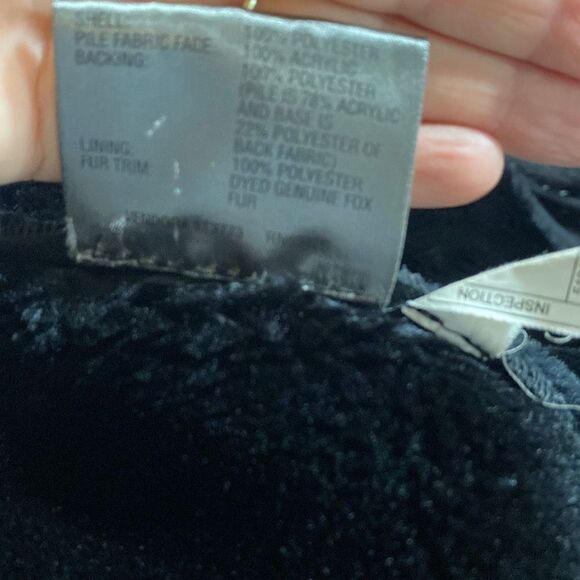 SHELL: 100% POLYESTER
PILE FABRIC FACE: 100% ACRYLIC
BACKING: 100% POLYESTER
(PILE IS 78% ACRYLIC
AND BASE IS
22% POLYESTER OF
BACK FABRIC)
LINING: 100% POLYESTER
FUR TRIM DYED GENUINE FOX
FUR
VENDOR
INSPECTION